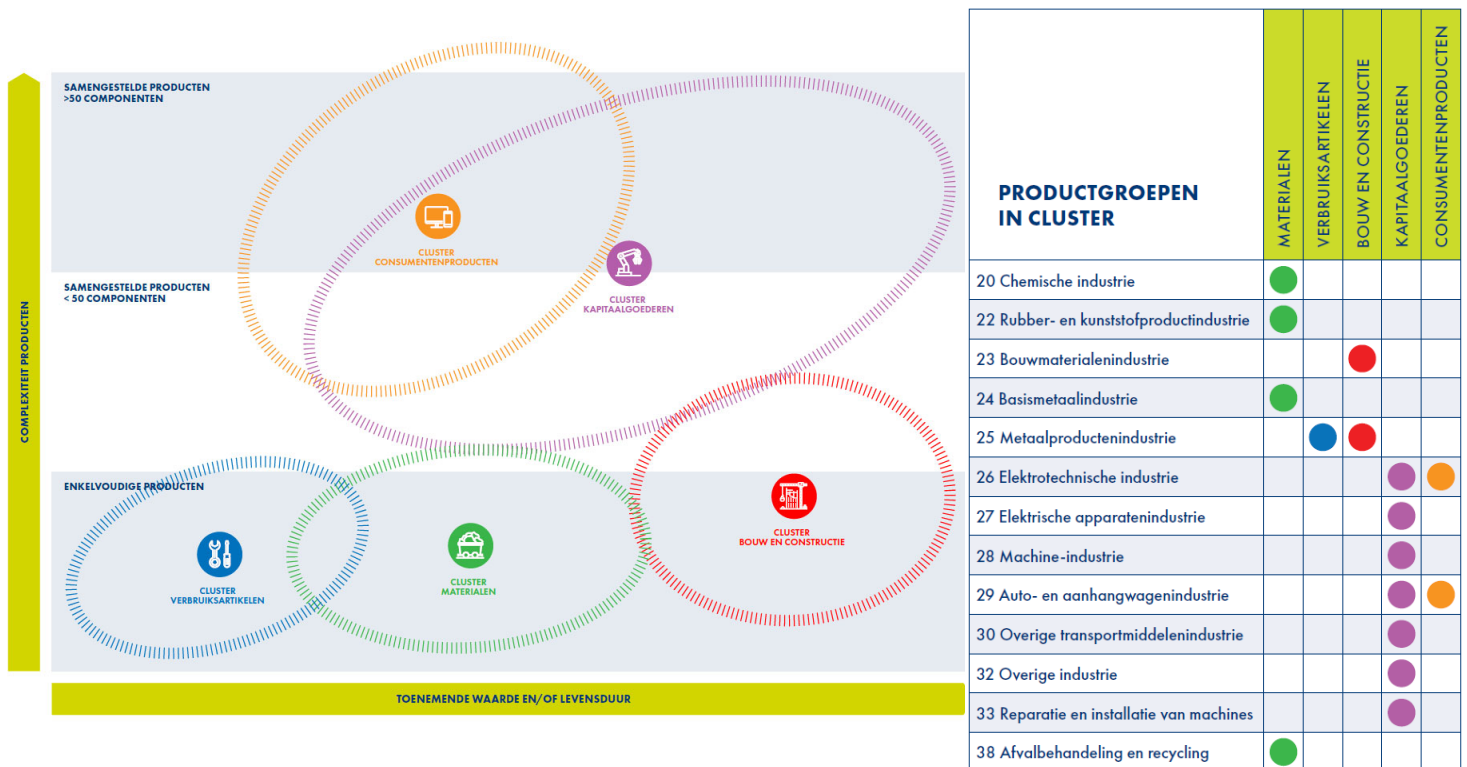 SAMENGESTELDE PRODUCTEN
>50 COMPONENTEN
CLUSTER
CONSUMENTENPRODUCTEN
SAMENGESTELDE PRODUCTEN
< 50 COMPONENTEN
CLUSTER
KAPITAALGOEDEREN
COMPLEXITEIT PRODUCTEN
ENKELVOUDIGE PRODUCTEN
CLUSTER
BOUW EN CONSTRUCTIE
CLUSTER
VERBRUIKSARTIKELEN
CLUSTER
MATERIALEN
TOENEMENDE WAARDE EN/OF LEVENSDUUR
PRODUCTGROEPEN
IN CLUSTER
MATERIALEN
VERBRUIKSARTIKELEN
BOUW EN CONSTRUCTIE
KAPITAALGOEDEREN
CONSUMENTENPRODUCTEN
20 Chemische industrie
22 Rubber- en kunststofproductindustrie
23 Bouwmaterialenindustrie
24 Basismetaalindustrie
25 Metaalproductenindustrie
26 Elektrotechnische industrie
27 Elektrische apparatenindustrie
28 Machine-industrie
29 Auto- en aanhangwagenindustrie
30 Overige transportmiddelenindustrie
32 Overige industrie
33 Reparatie en installatie van machines
38 Afvalbehandeling en recycling